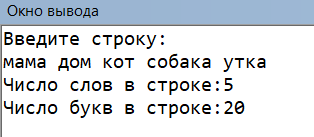 Окно вывода
Введите строку:
мама дом кот собака утка
Число слов в строке:5
Число букв в строке:20